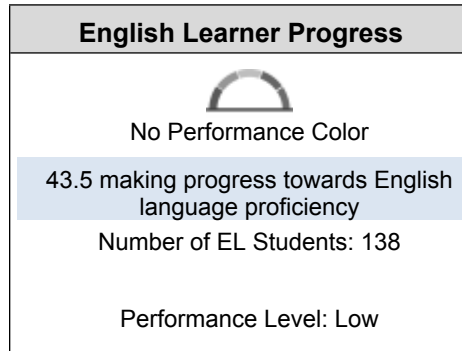 English Learner Progress
No Performance Color
43.5 making progress towards English
language proficiency
Number of EL Students: 138
Performance Level: Low